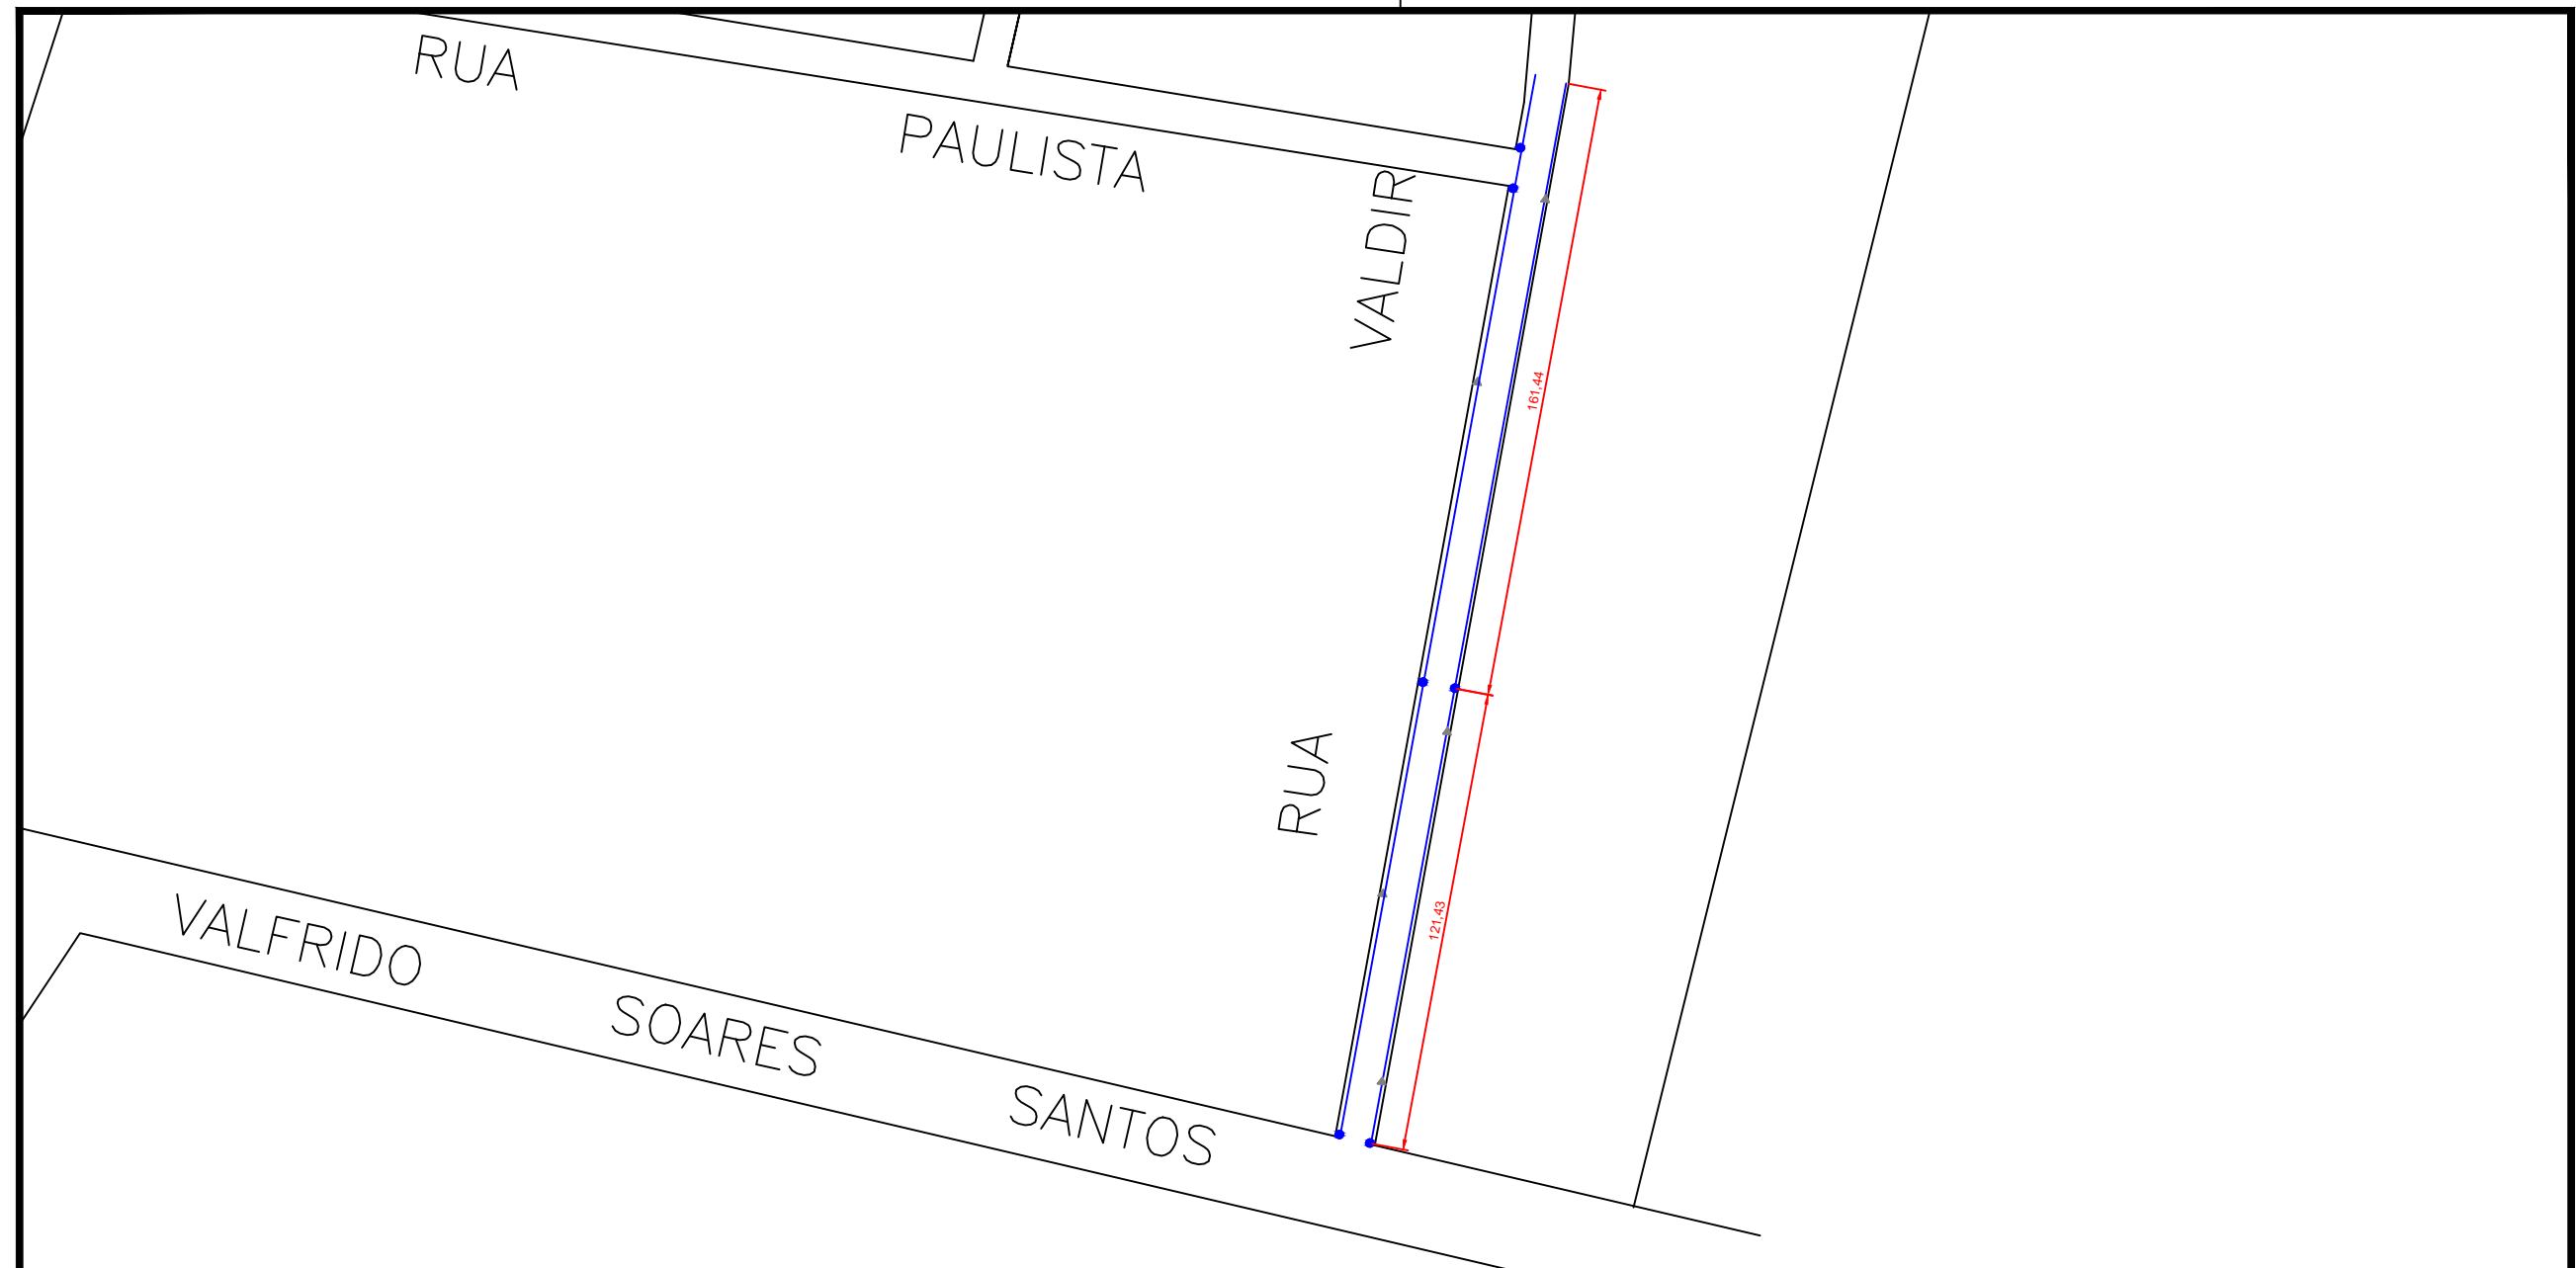 RUA
PAULISTA
VALDIR
161,44
RUA
121,43
VALFRIDO
SOARES
SANTOS